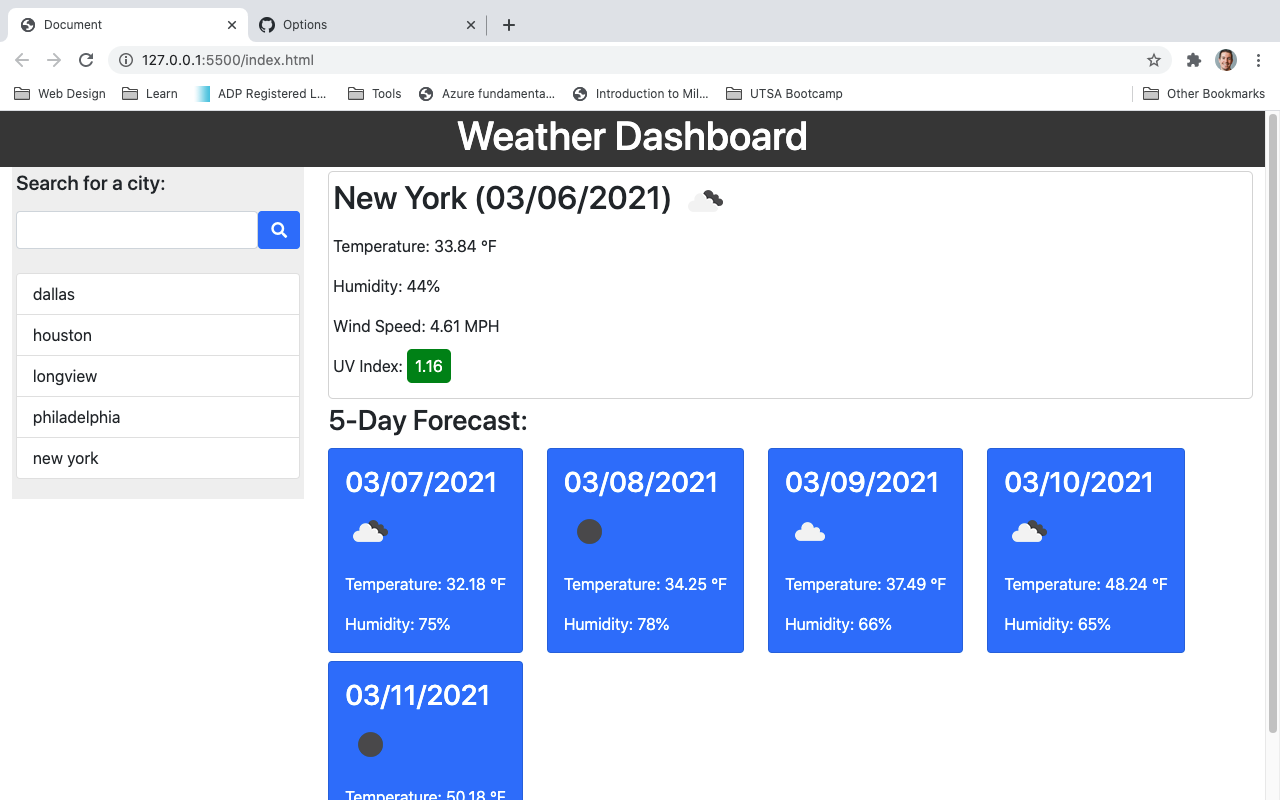 Document
Options
127.0.0.1:5500/index.html
Web Design
Learn
ADP Registered L...
Tools
Azure fundamenta...
Introduction to Mil...
UTSA Bootcamp
Other Bookmarks
Weather Dashboard
Search for a city:
dallas
houston
longview
philadelphia
new york
New York (03/06/2021)
Temperature: 33.84 °F
Humidity: 44%
Wind Speed: 4.61 MPH
UV Index: 1.16
5-Day Forecast:
03/07/2021
Temperature: 32.18 °F
Humidity: 75%
03/08/2021
Temperature: 34.25 °F
Humidity: 78%
03/09/2021
Temperature: 37.49 °F
Humidity: 66%
03/10/2021
Temperature: 48.24 °F
Humidity: 65%
03/11/2021
Temperature: 50.18 °F